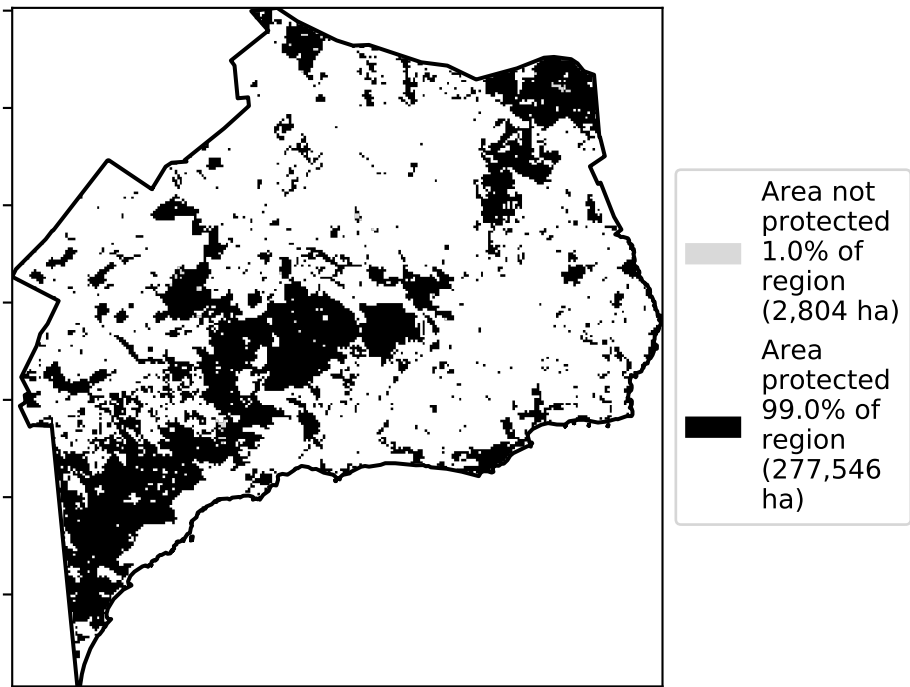 Area not
protected
1.0% of
region
(2,804 ha)
Area
protected
99.0% of
region
(277,546
ha)